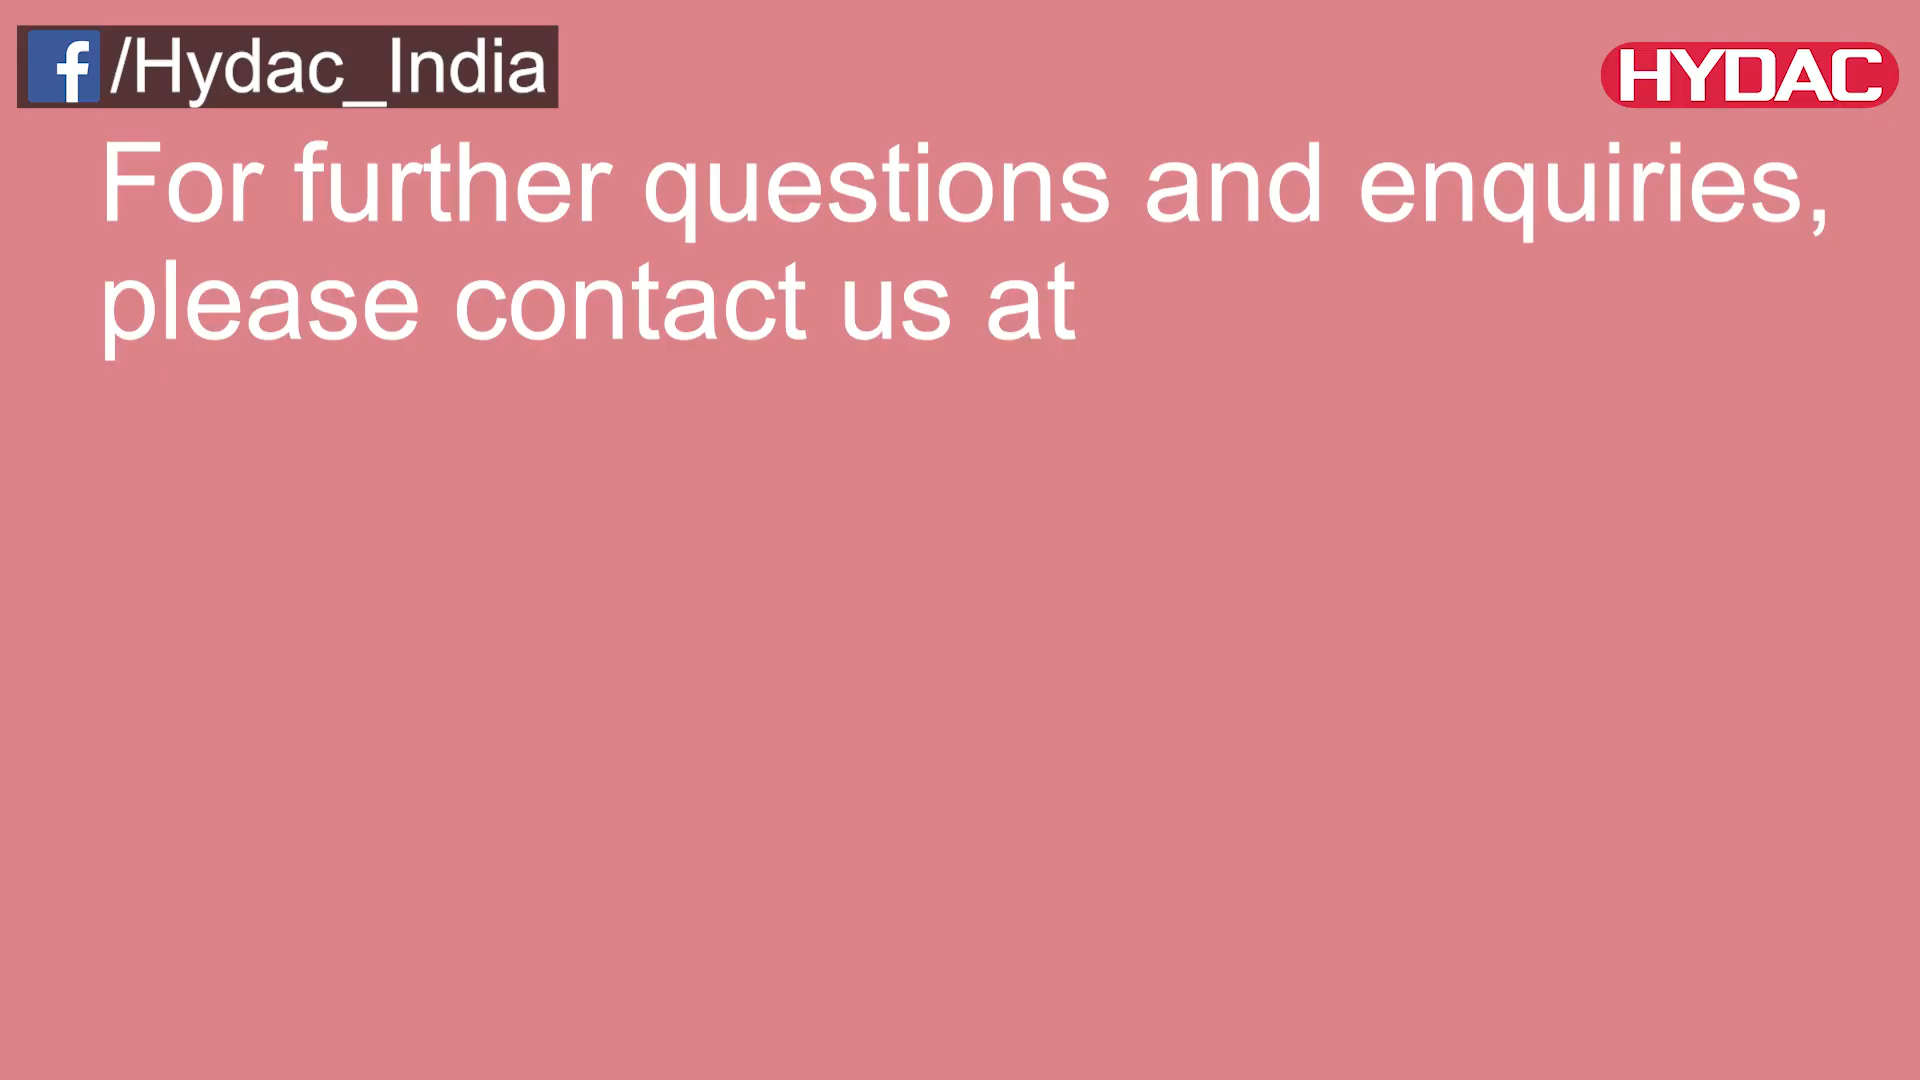 /Hydac_India
HYDAC
For further questions and enquiries,
please contact us at